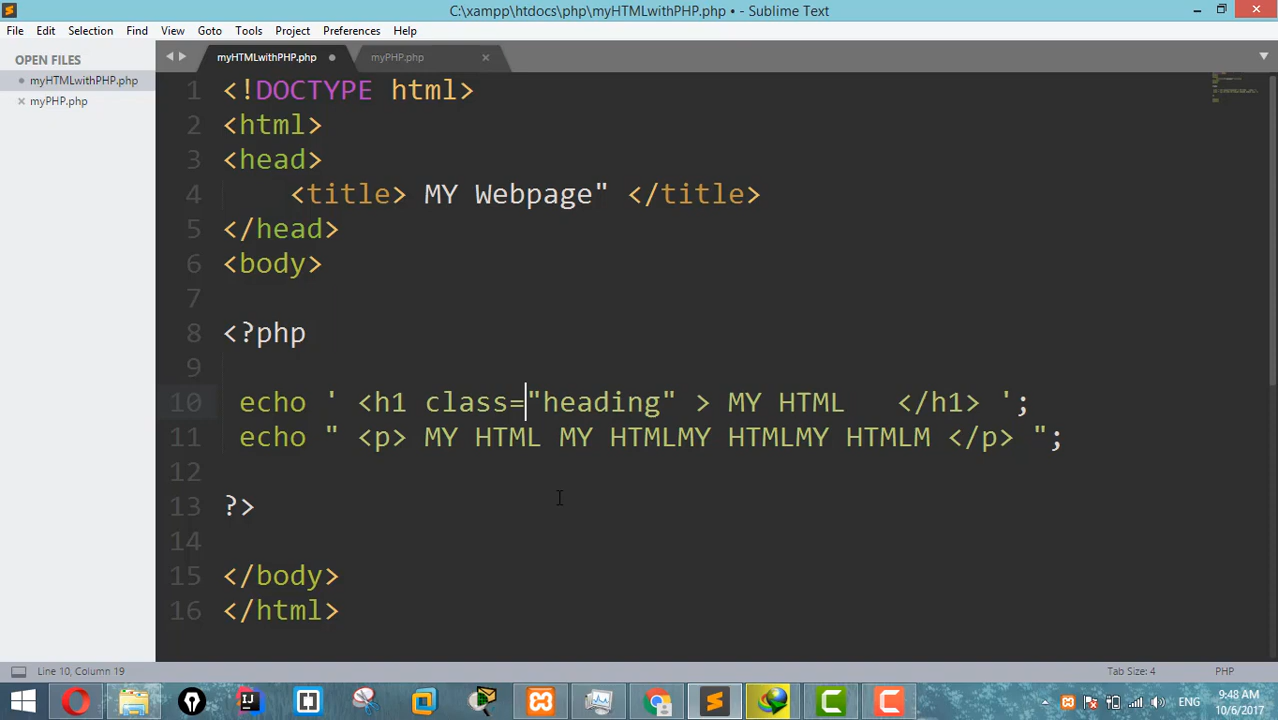 C:\xampp\htdocs\php\myHTMLwithPHP.php • - Sublime Text
File Edit Selection Find View Goto Tools Project Preferences Help
OPEN FILES
myHTMLwithPHP.php
myPHP.php
myHTMLwithPHP.php myPHP.php
1 <!DOCTYPE html>
2 <html>
3 <head>
4 <title> MY Webpage" </title>
5 </head>
6 <body>
7
8 <?php
9
10 echo ' <h1 class="heading" > MY HTML </h1> ';
11 echo " <p> MY HTML MY HTMLMY HTMLMY HTMLM </p> ";
12
13 ?>
14
15 </body>
16 </html>
Line 10, Column 19 Tab Size: 4 PHP
ENG 9:48 AM
10/6/2017